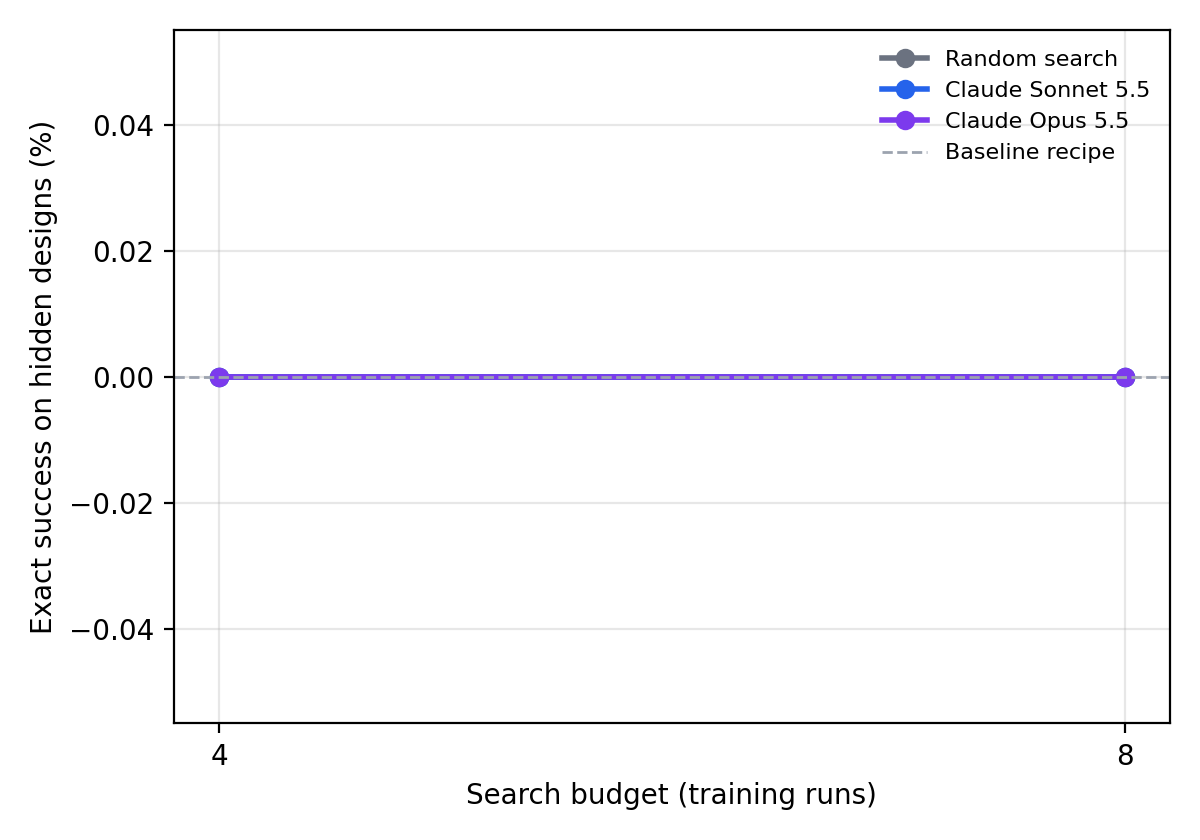 Random search
Claude Sonnet 5.5
Claude Opus 5.5
Baseline recipe
Exact success on hidden designs (%)
0.04
0.02
0.00
−0.02
−0.04
4
8
Search budget (training runs)